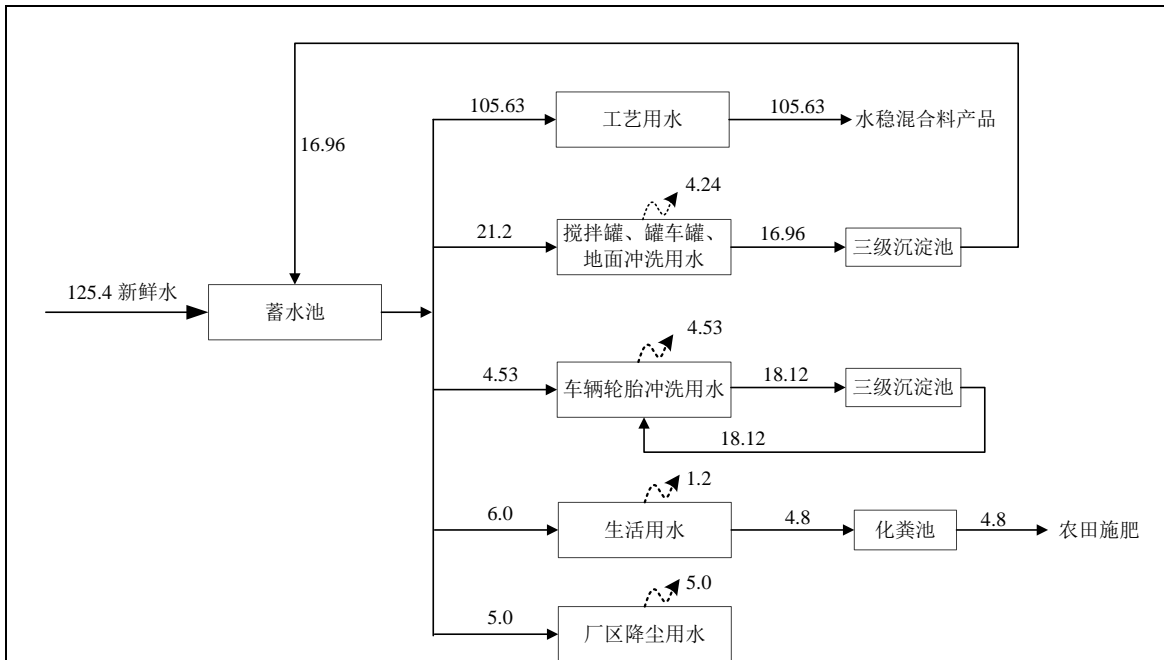 105.63
工艺用水
105.63
水稳混合料产品
16.96
4.24
21.2
搅拌罐、罐车罐、
地面冲洗用水
16.96
三级沉淀池
125.4 新鲜水
蓄水池
4.53
4.53
车辆轮胎冲洗用水
18.12
三级沉淀池
18.12
1.2
6.0
生活用水
4.8
化粪池
4.8
农田施肥
5.0
5.0
厂区降尘用水